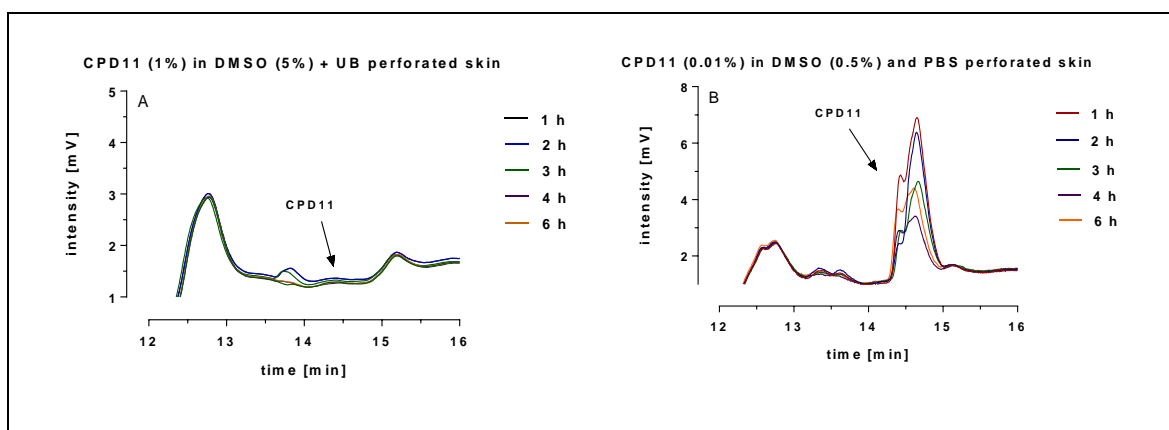 CPD11 (1%) in DMSO (5%) + UB perforated skin
A
5
4
3
2
1
intensity [mV]
CPD11
12 13 14 15 16
time [min]
1 h
2 h
3 h
4 h
6 h
CPD11 (0.01%) in DMSO (0.5%) and PBS perforated skin
B
8
6
4
2
intensity [mV]
CPD11
12 13 14 15 16
time [min]
1 h
2 h
3 h
4 h
6 h